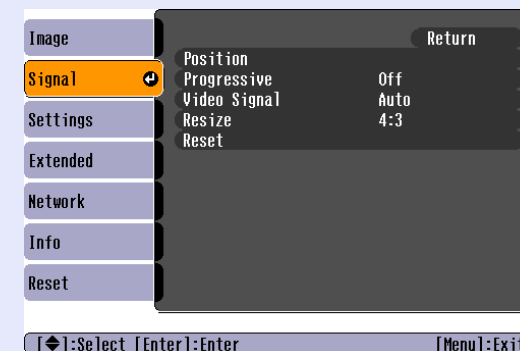 Image
Signal
Settings
Extended
Network
Info
Reset
Return
Position
Progressive Off
Video Signal Auto
Resize 4:3
Reset
[◆]:Select [Enter]:Enter [Menu]:Exit